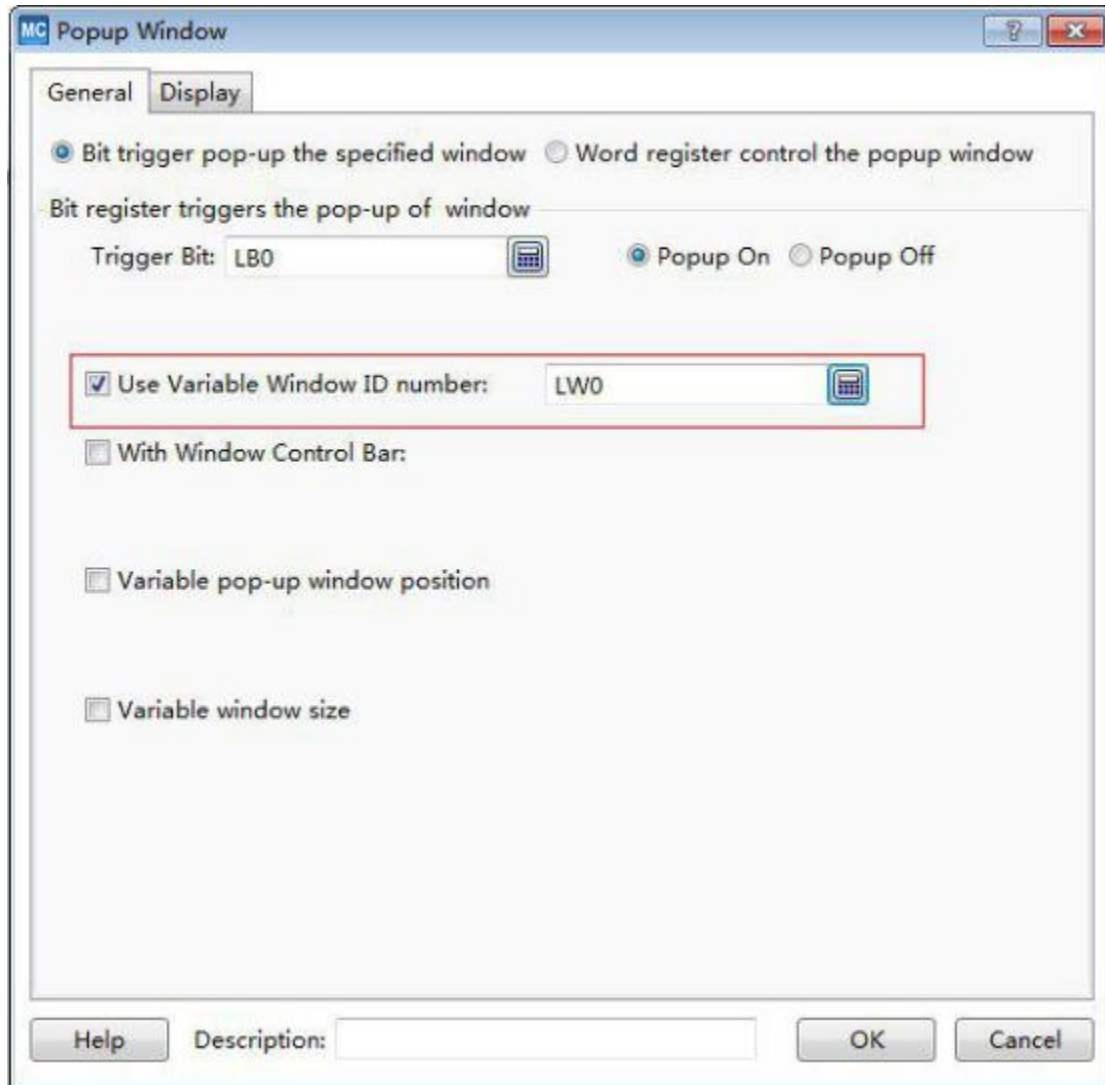 MC Popup Window
General Display
Bit trigger pop-up the specified window Word register control the popup window
Bit register triggers the pop-up of window
Trigger Bit: LB0 Popup On Popup Off
Use Variable Window ID number: LW0
With Window Control Bar:
Variable pop-up window position
Variable window size
Help Description: OK Cancel